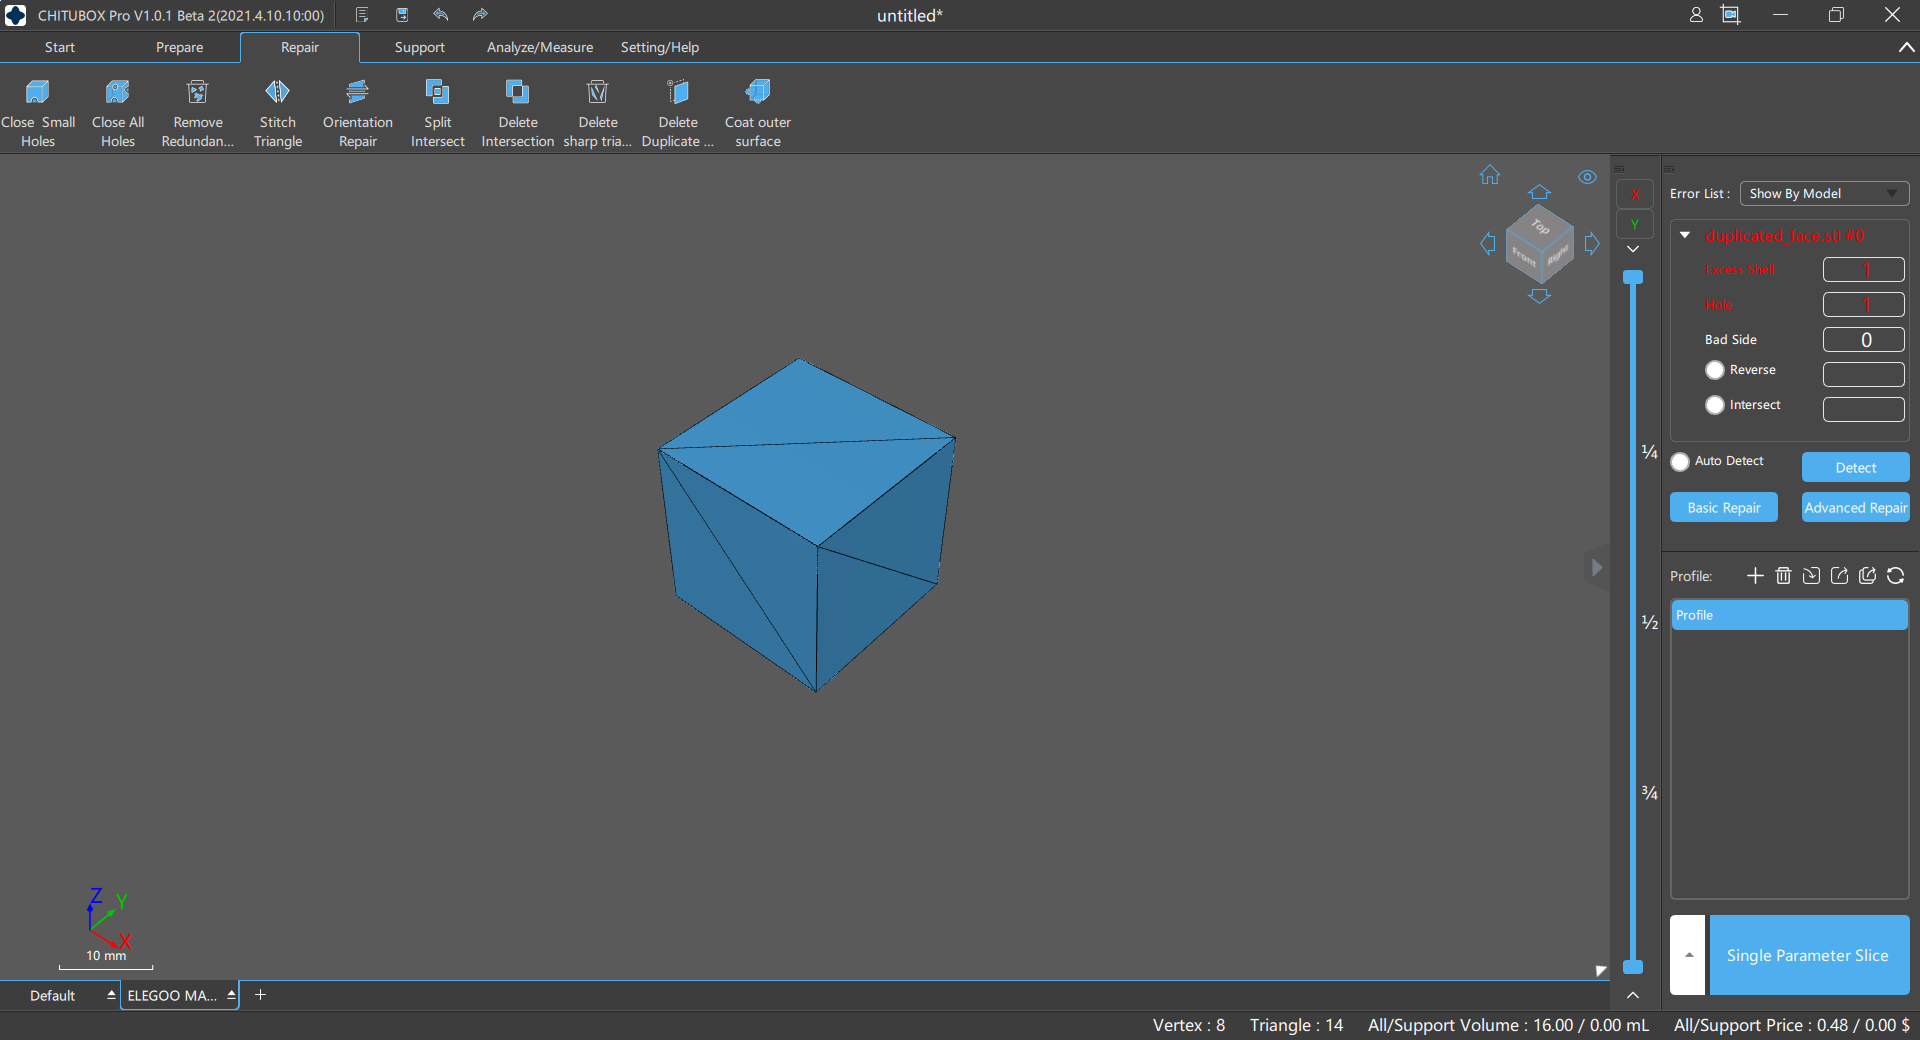 CHITUBOX Pro V1.0.1 Beta 2(2021.4.10.10:00)
untitled*
Start
Prepare
Repair
Support
Analyze/Measure
Setting/Help
Close Small
Holes
Close All
Holes
Remove
Redundan...
Stitch
Triangle
Orientation
Repair
Split
Intersect
Delete
Intersection
Delete
sharp tria...
Delete
Duplicate ...
Coat outer
surface
Top
Front
Right
X
Y
¼
½
¾
Error List :
Show By Model
duplicated_face.stl #0
Excess Shell
1
Hole
1
Bad Side
0
Reverse
Intersect
Auto Detect
Detect
Basic Repair
Advanced Repair
Profile:
Profile
Single Parameter Slice
Z
Y
X
10 mm
Default
ELEGOO MA...
Vertex : 8
Triangle : 14
All/Support Volume : 16.00 / 0.00 mL
All/Support Price : 0.48 / 0.00 $